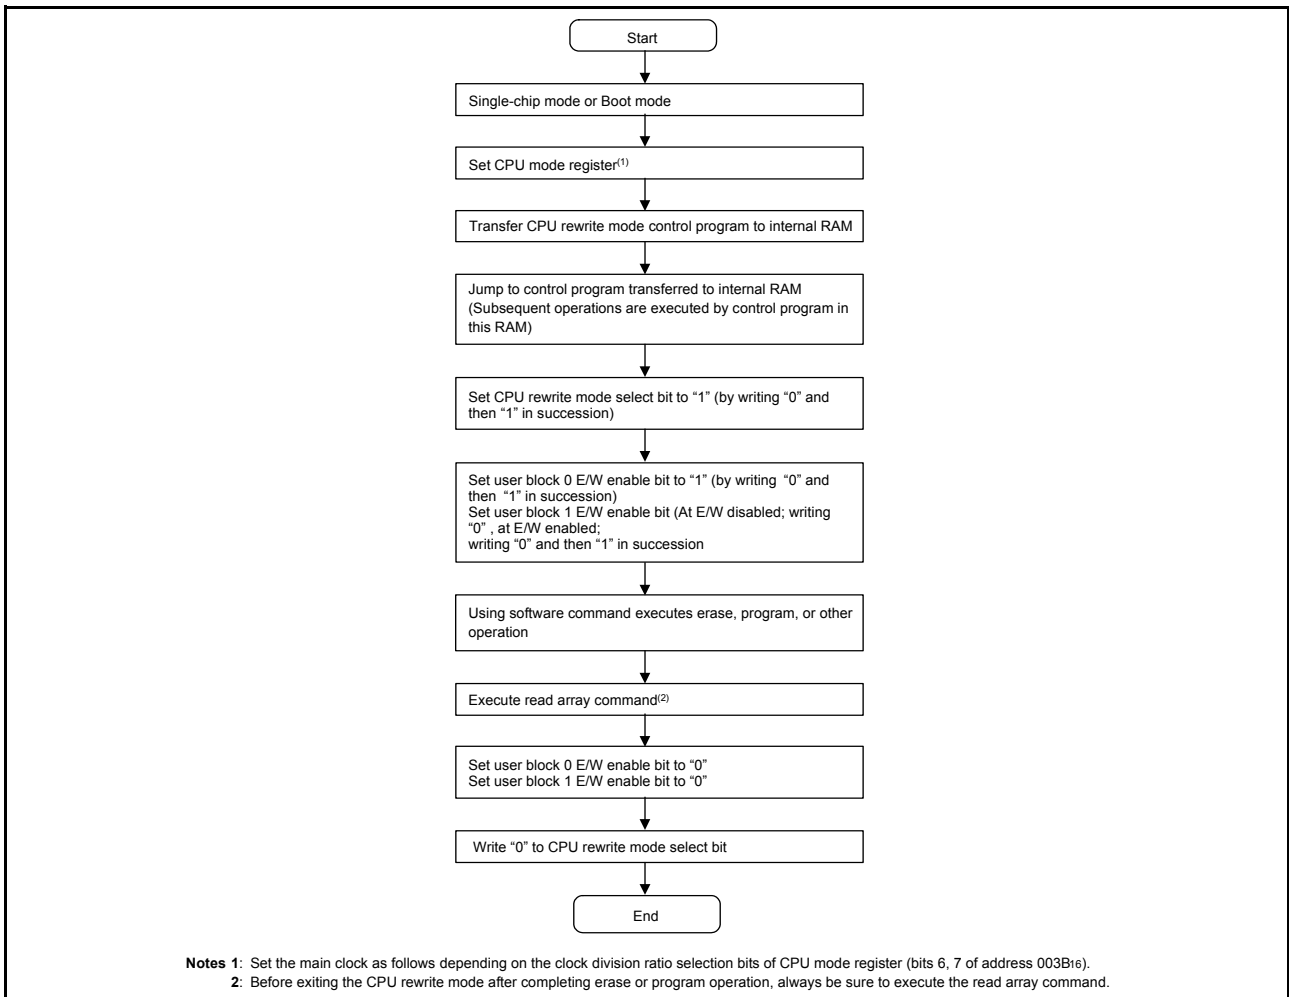 Start
Single-chip mode or Boot mode
Set CPU mode register(1)
Transfer CPU rewrite mode control program to internal RAM
Jump to control program transferred to internal RAM
(Subsequent operations are executed by control program in
this RAM)
Set CPU rewrite mode select bit to “1” (by writing “0” and
then “1” in succession)
Set user block 0 E/W enable bit to “1” (by writing “0” and
then “1” in succession)
Set user block 1 E/W enable bit (At E/W disabled; writing
“0” , at E/W enabled;
writing “0” and then “1” in succession
Using software command executes erase, program, or other
operation
Execute read array command(2)
Set user block 0 E/W enable bit to “0”
Set user block 1 E/W enable bit to “0”
Write “0” to CPU rewrite mode select bit
End
Notes 1: Set the main clock as follows depending on the clock division ratio selection bits of CPU mode register (bits 6, 7 of address 003B16).
2: Before exiting the CPU rewrite mode after completing erase or program operation, always be sure to execute the read array command.